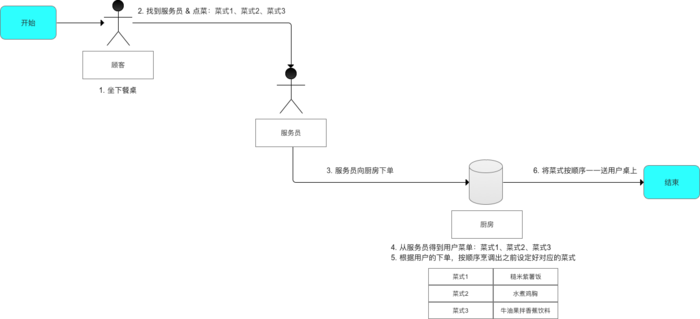 开始
2. 找到服务员 & 点菜：菜式1、菜式2、菜式3
顾客
1. 坐下餐桌
服务员
3. 服务员向厨房下单
6. 将菜式按顺序一一送用户桌上
结束
厨房
4. 从服务员得到用户菜单：菜式1、菜式2、菜式3
5. 根据用户的下单，按顺序烹调出之前设定好对应的菜式
菜式1 糙米紫薯饭
菜式2 水煮鸡胸
菜式3 牛油果拌香蕉饮料